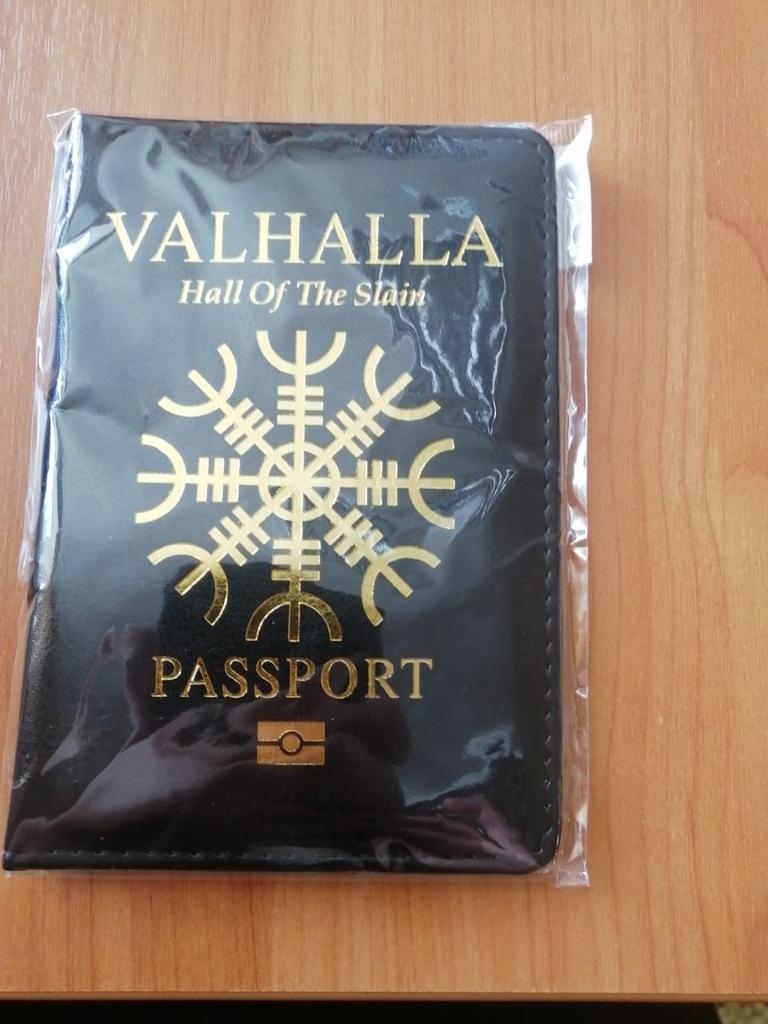 VALHALLA
Hall Of The Slain
PASSPORT